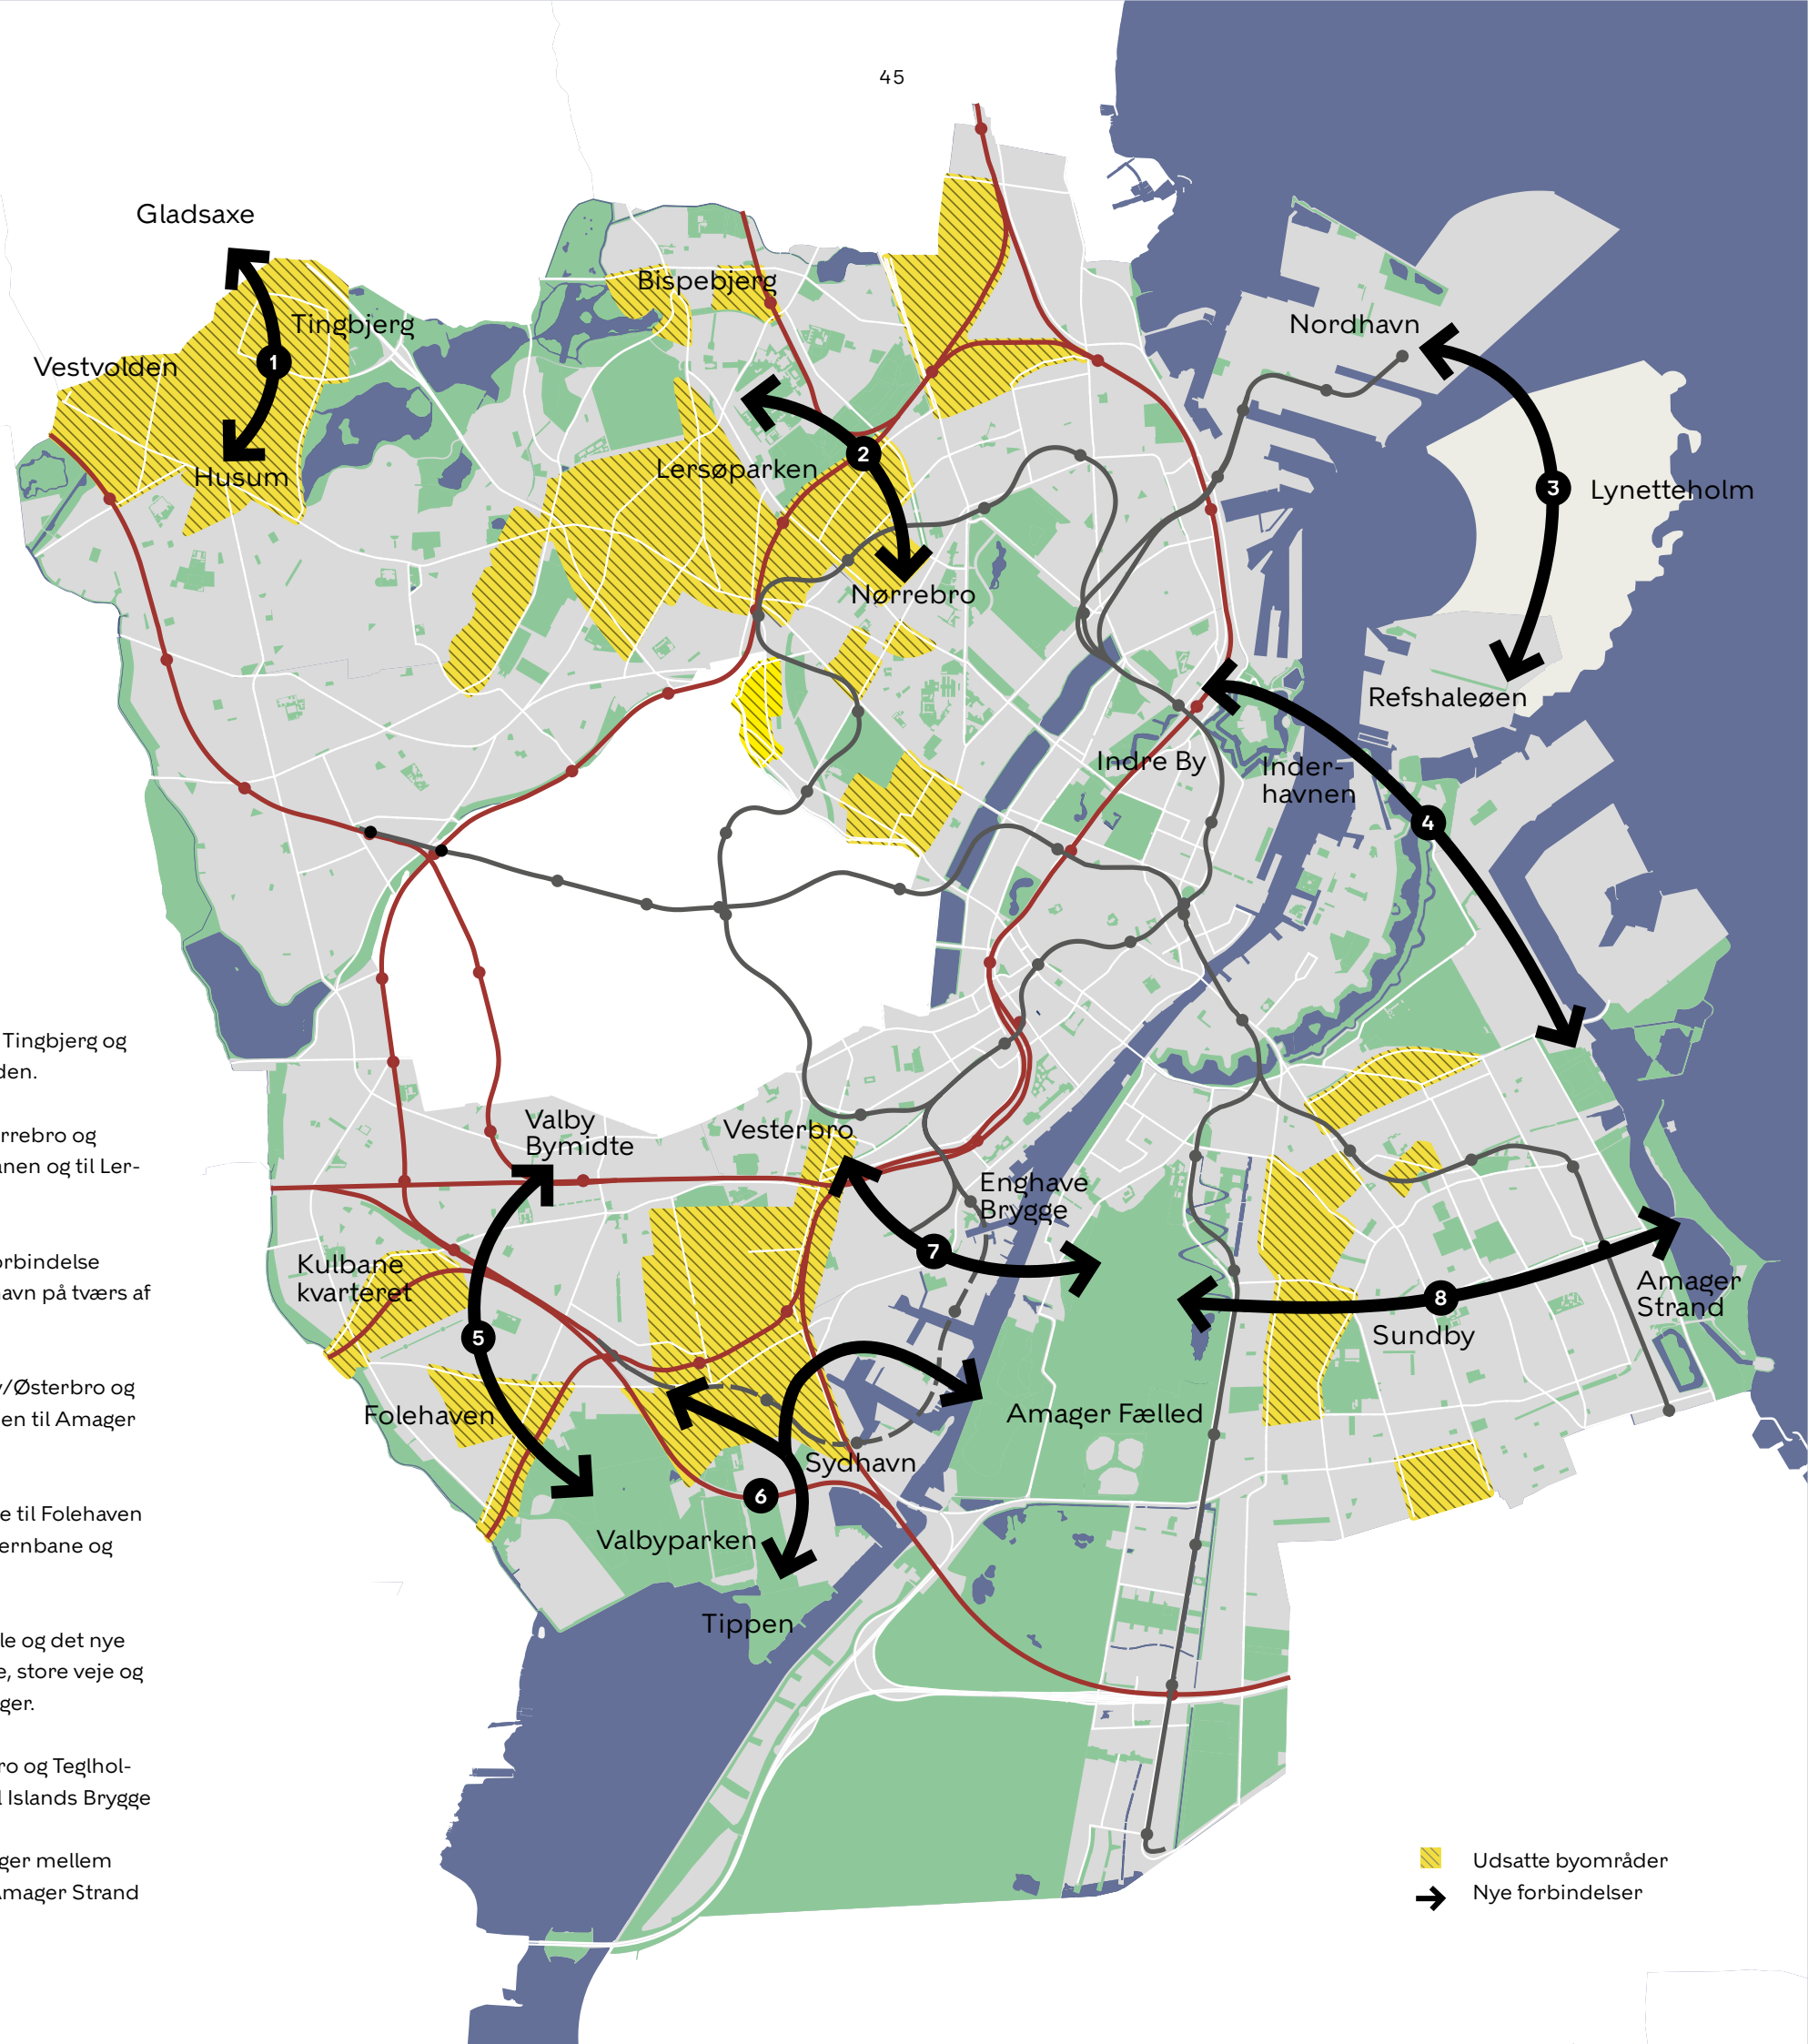 45
Gladsaxe
Bispebjerg
Tingbjerg
Nordhavn
Vestvolden
1
2
Lersøparken
Husum
3
Lynetteholm
Nørrebro
Refshaleøen
Indre By
Inder-
havnen
4
Tingbjerg og
den.
rrebro og
anen og til Ler-
orbindelse
avn på tværs af
y/Østerbro og
en til Amager
e til Folehaven
ernbane og
le og det nye
e, store veje og
ger.
ro og Teglhol-
l Islands Brygge
ger mellem
Amager Strand
Valby
Bymidte
Vesterbro
Enghave
Brygge
7
Kulbane
kvarteret
5
8
Amager
Strand
Sundby
Folehaven
Amager Fælled
Sydhavn
6
Valbyparken
Tippen
Udsatte byområder
Nye forbindelser